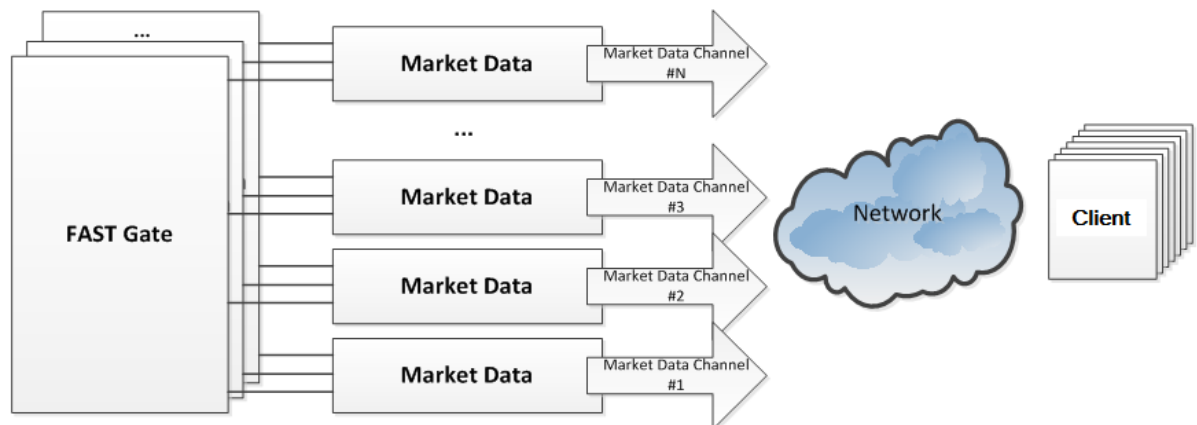 ...
FAST Gate
Market Data
Market Data Channel
#N
...
Market Data
Market Data Channel
#3
Market Data
Market Data Channel
#2
Market Data
Market Data Channel
#1
Network
Client